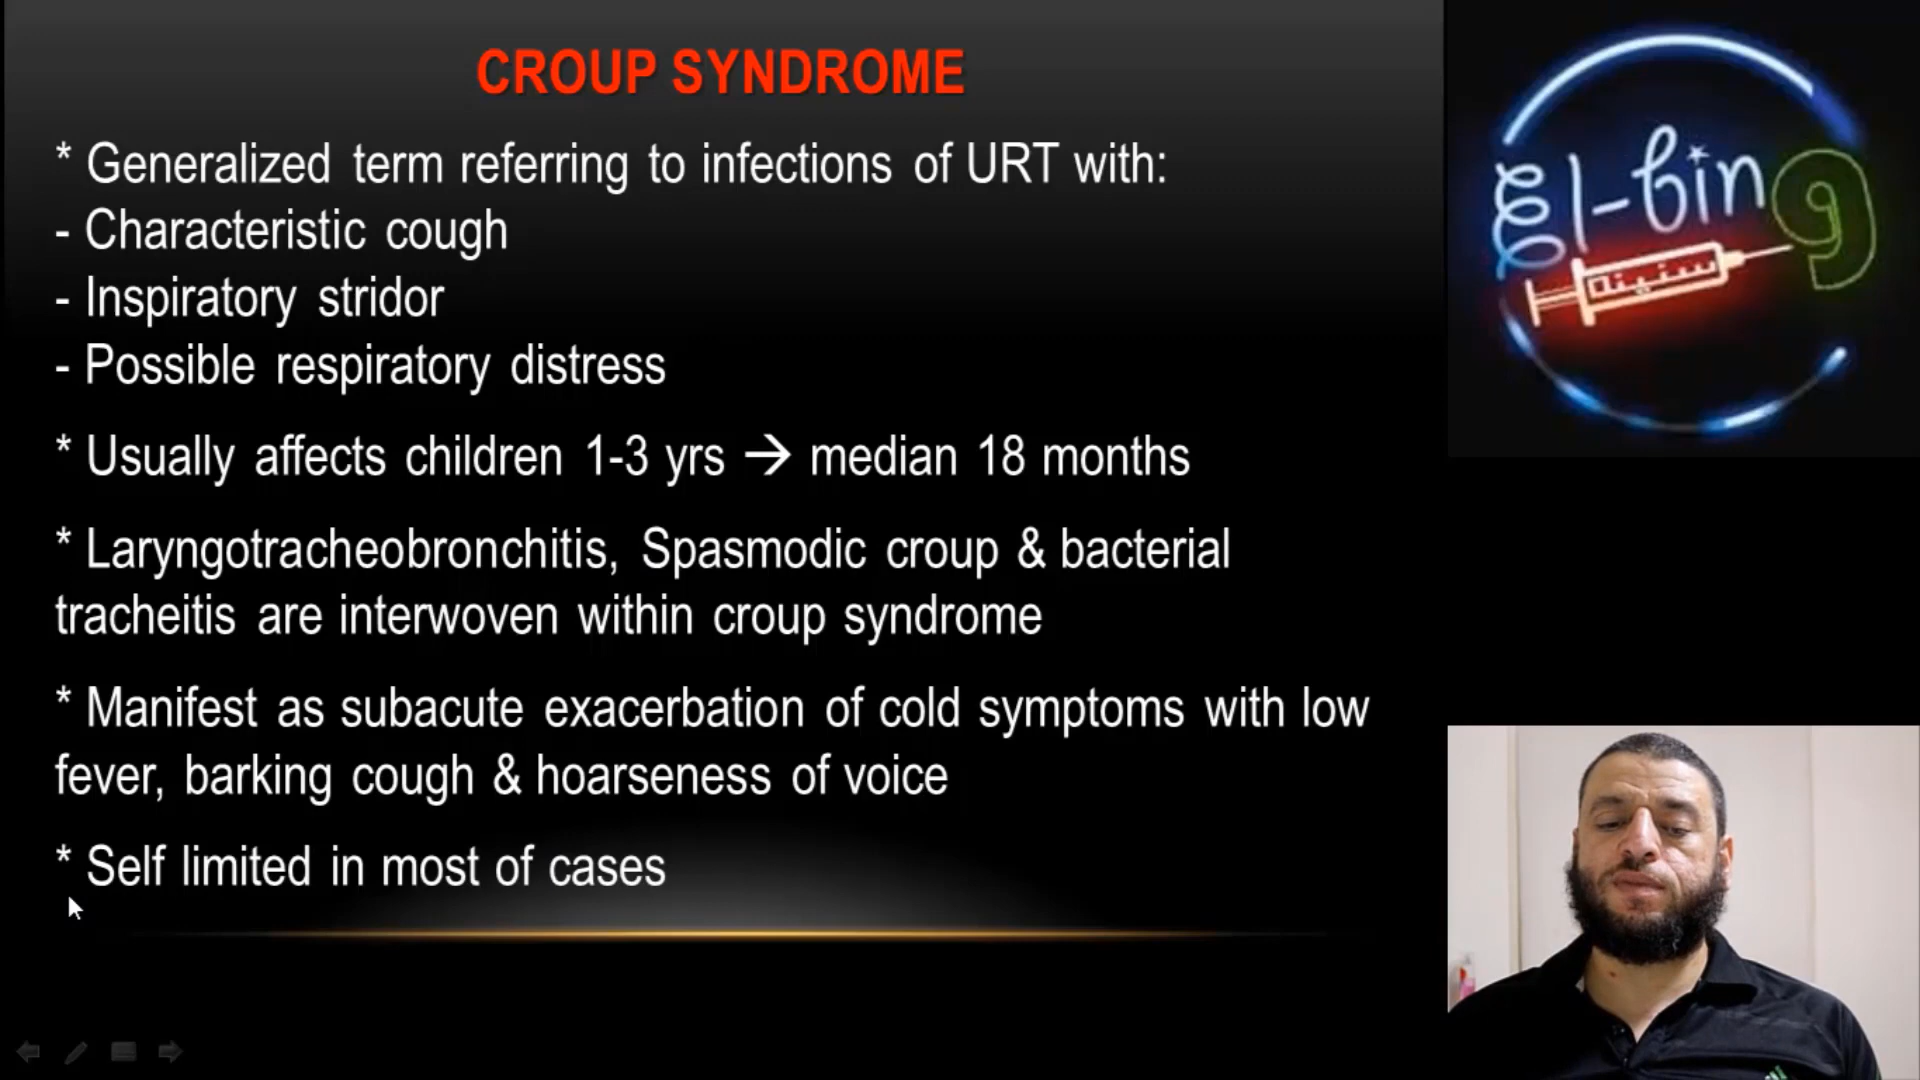 CROUP SYNDROME
* Generalized term referring to infections of URT with:
- Characteristic cough
- Inspiratory stridor
- Possible respiratory distress
* Usually affects children 1-3 yrs → median 18 months
* Laryngotracheobronchitis, Spasmodic croup & bacterial
tracheitis are interwoven within croup syndrome
* Manifest as subacute exacerbation of cold symptoms with low
fever, barking cough & hoarseness of voice
* Self limited in most of cases
El-bing